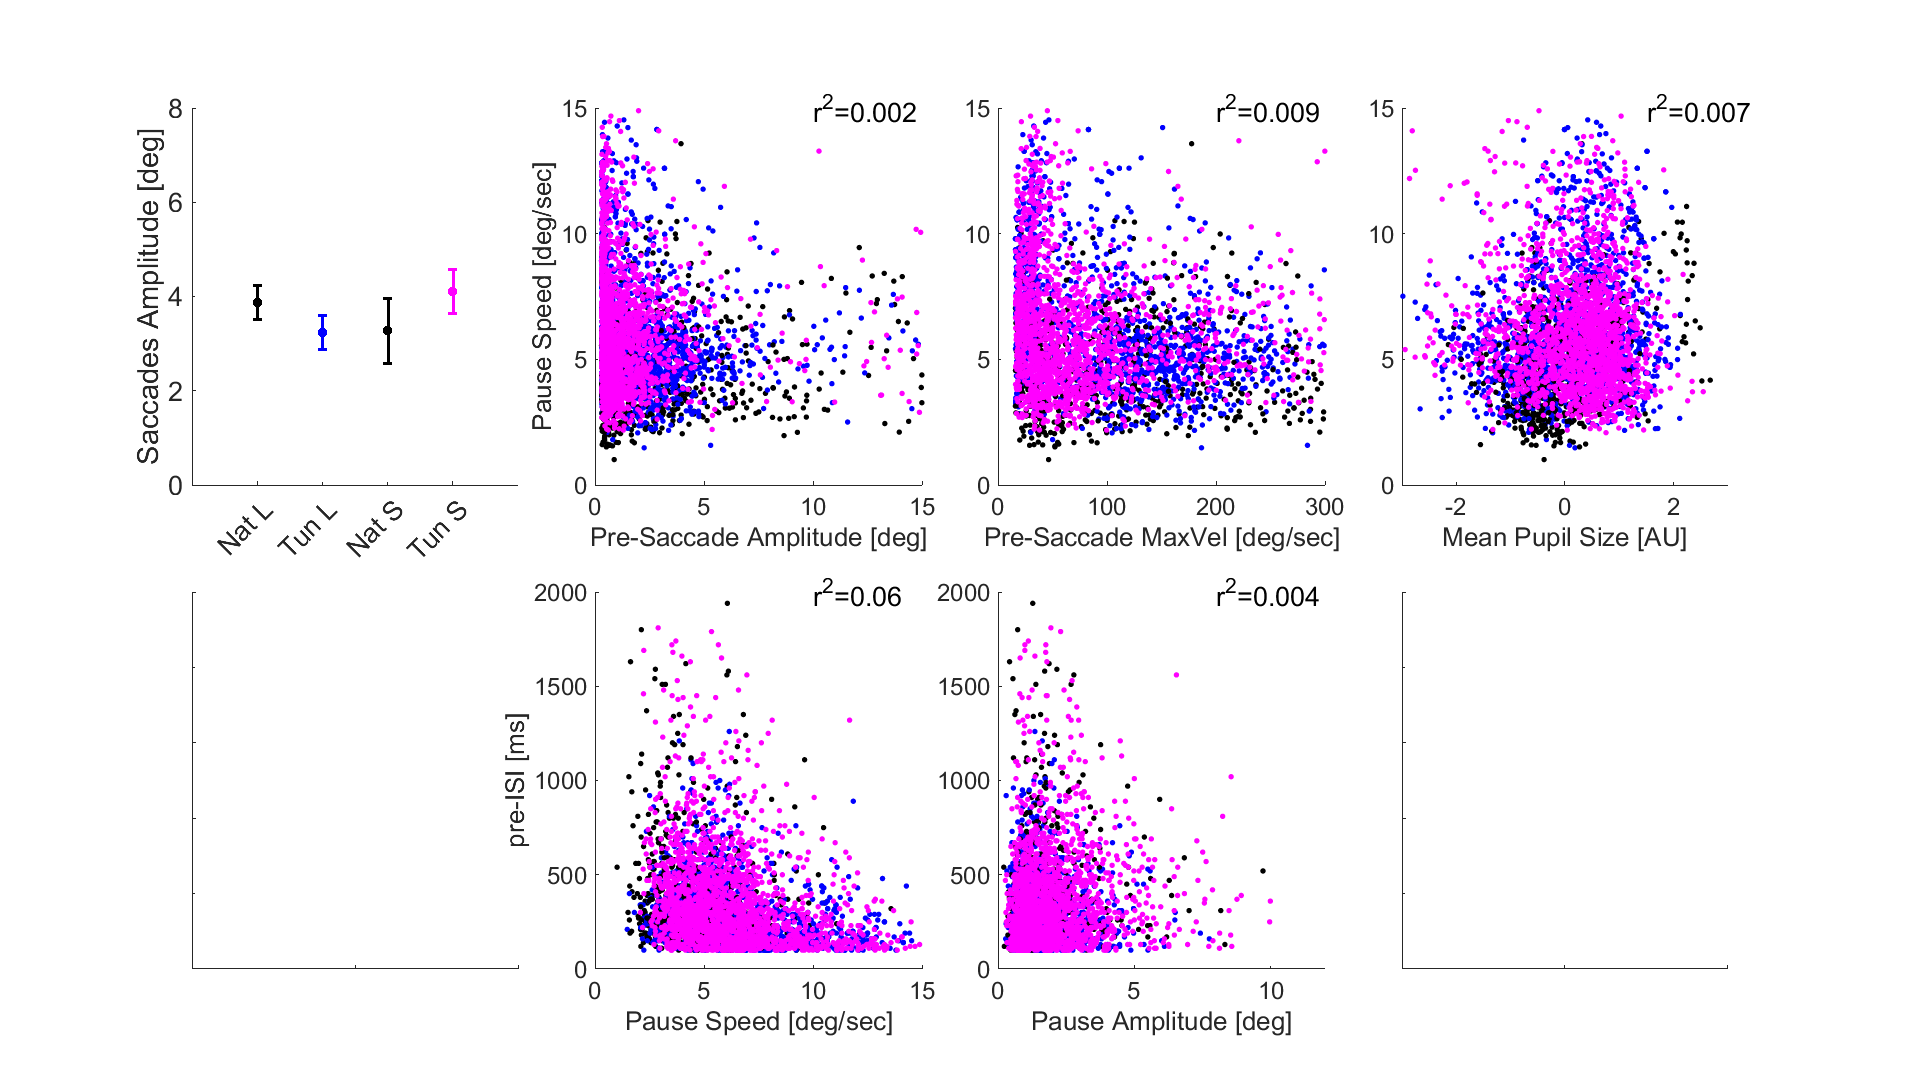 Saccades Amplitude [deg]
8
6
4
2
0
Nat L
Tun L
Nat S
Tun S
r2=0.002
Pause Speed [deg/sec]
15
10
5
0
0 5 10 15
Pre-Saccade Amplitude [deg]
r2=0.009
15
10
5
0
0 100 200 300
Pre-Saccade MaxVel [deg/sec]
r2=0.007
15
10
5
0
-2 0 2
Mean Pupil Size [AU]
r2=0.06
pre-ISI [ms]
2000
1500
1000
500
0
0 5 10 15
Pause Speed [deg/sec]
r2=0.004
2000
1500
1000
500
0
0 5 10
Pause Amplitude [deg]